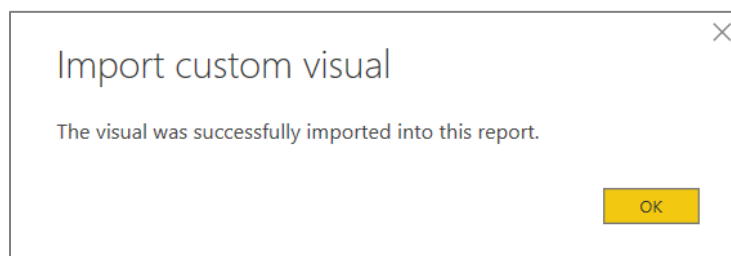 Import custom visual
The visual was successfully imported into this report.
OK